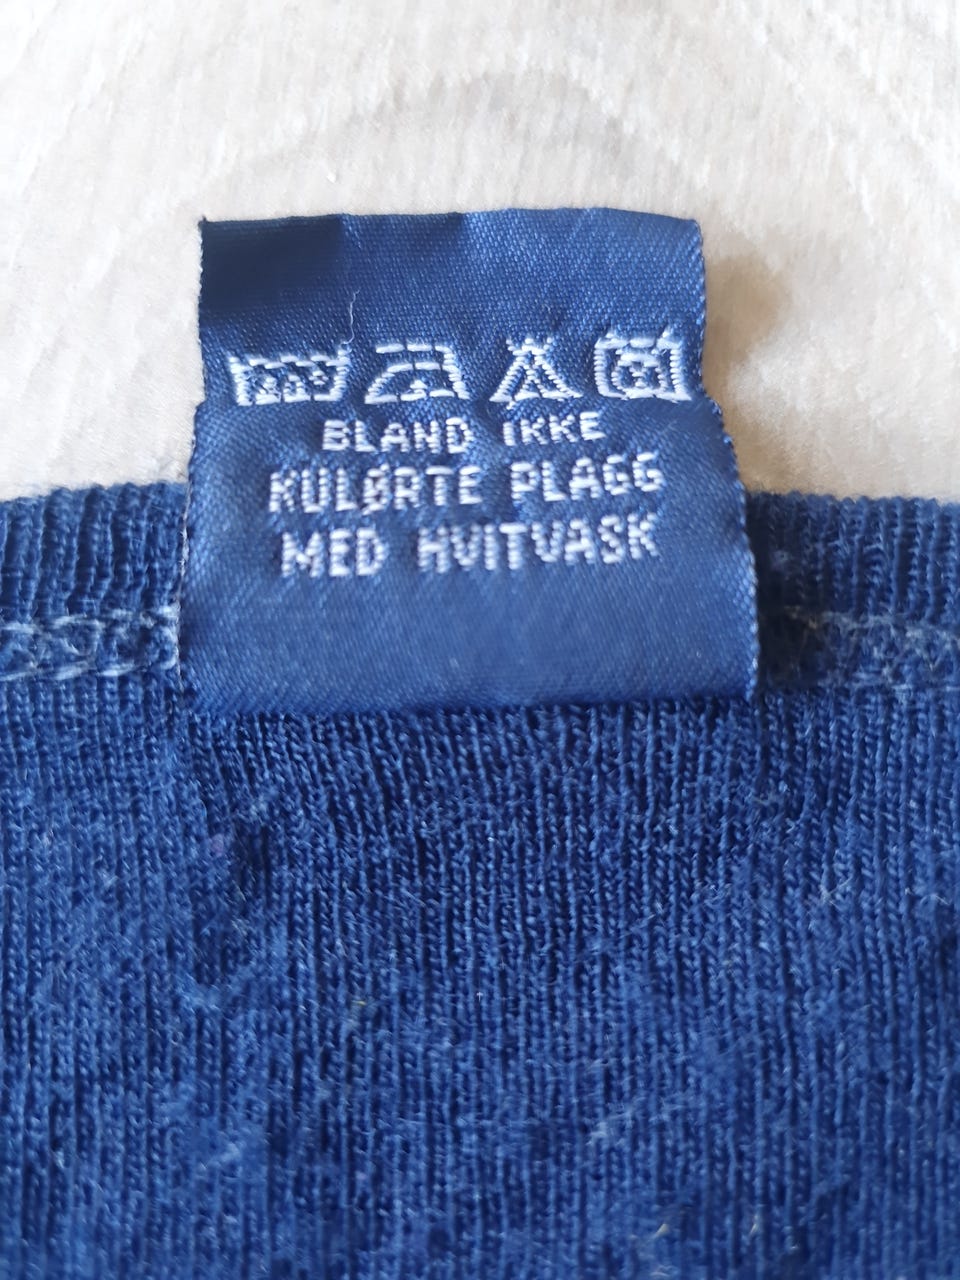 BLAND IKKE
KULØRTE PLAGG
MED HVITVASK